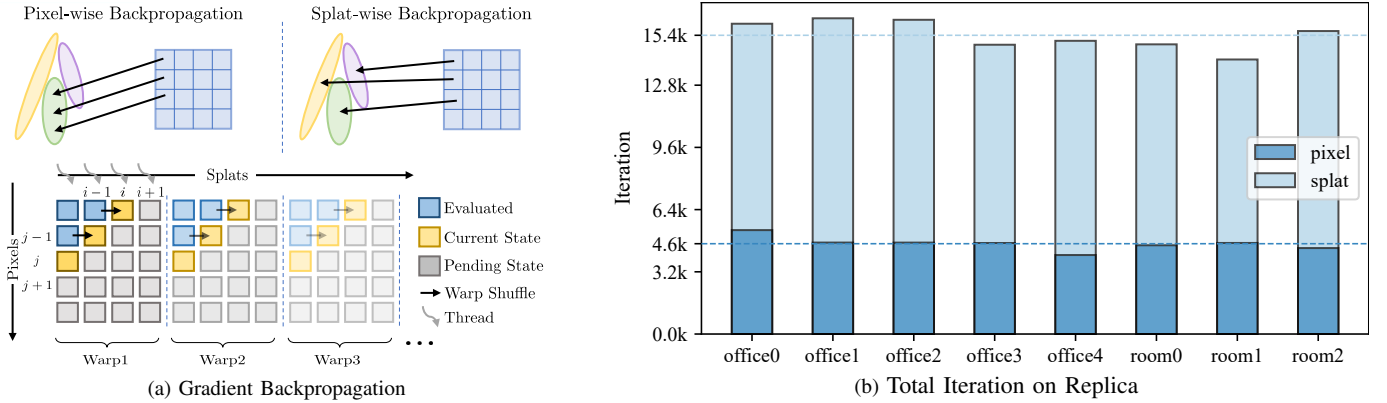 Pixel-wise Backpropagation
Splat-wise Backpropagation
Splats
i − 1 i i + 1
Pixels
j − 1
j
j + 1
Evaluated
Current State
Pending State
Warp Shuffle
Thread
Warp1 Warp2 Warp3
(a) Gradient Backpropagation
Iteration
15.4k
12.8k
9.6k
6.4k
4.6k
3.2k
0.0k
pixel
splat
office0 office1 office2 office3 office4 room0 room1 room2
(b) Total Iteration on Replica